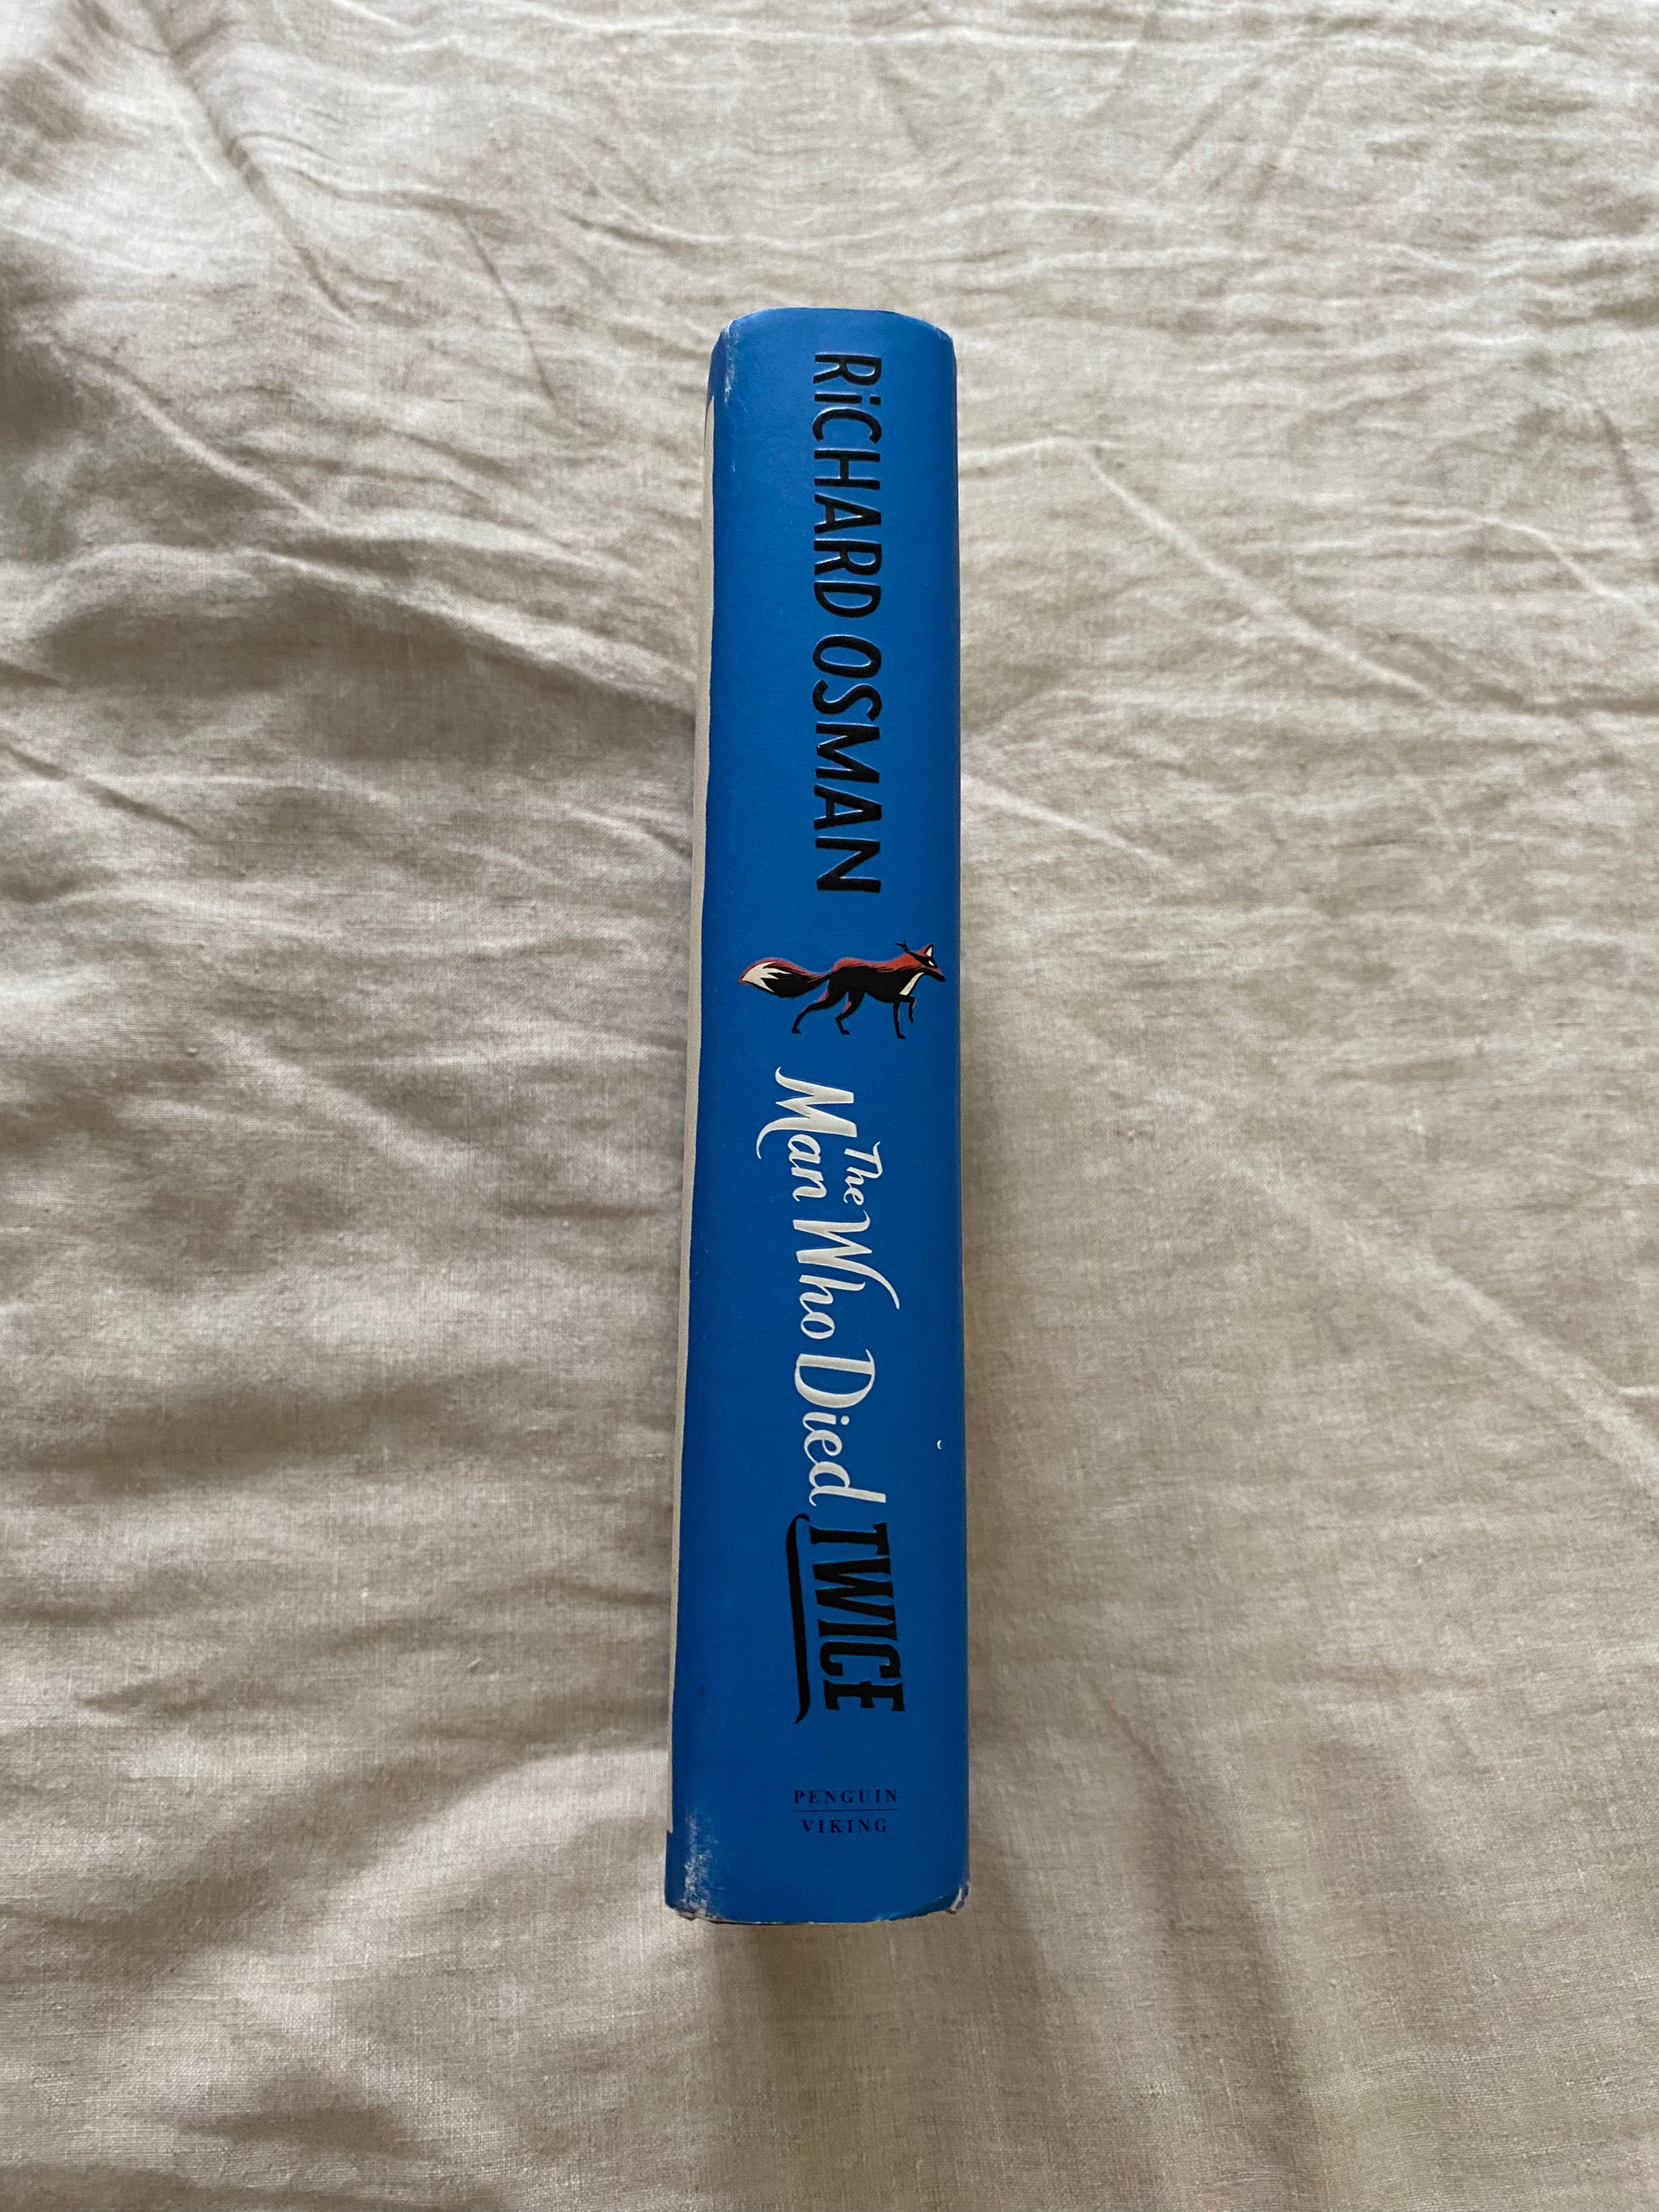 RiCHARD OSMAN
The
Man Who Died TWICE
PENGUIN
VIKING